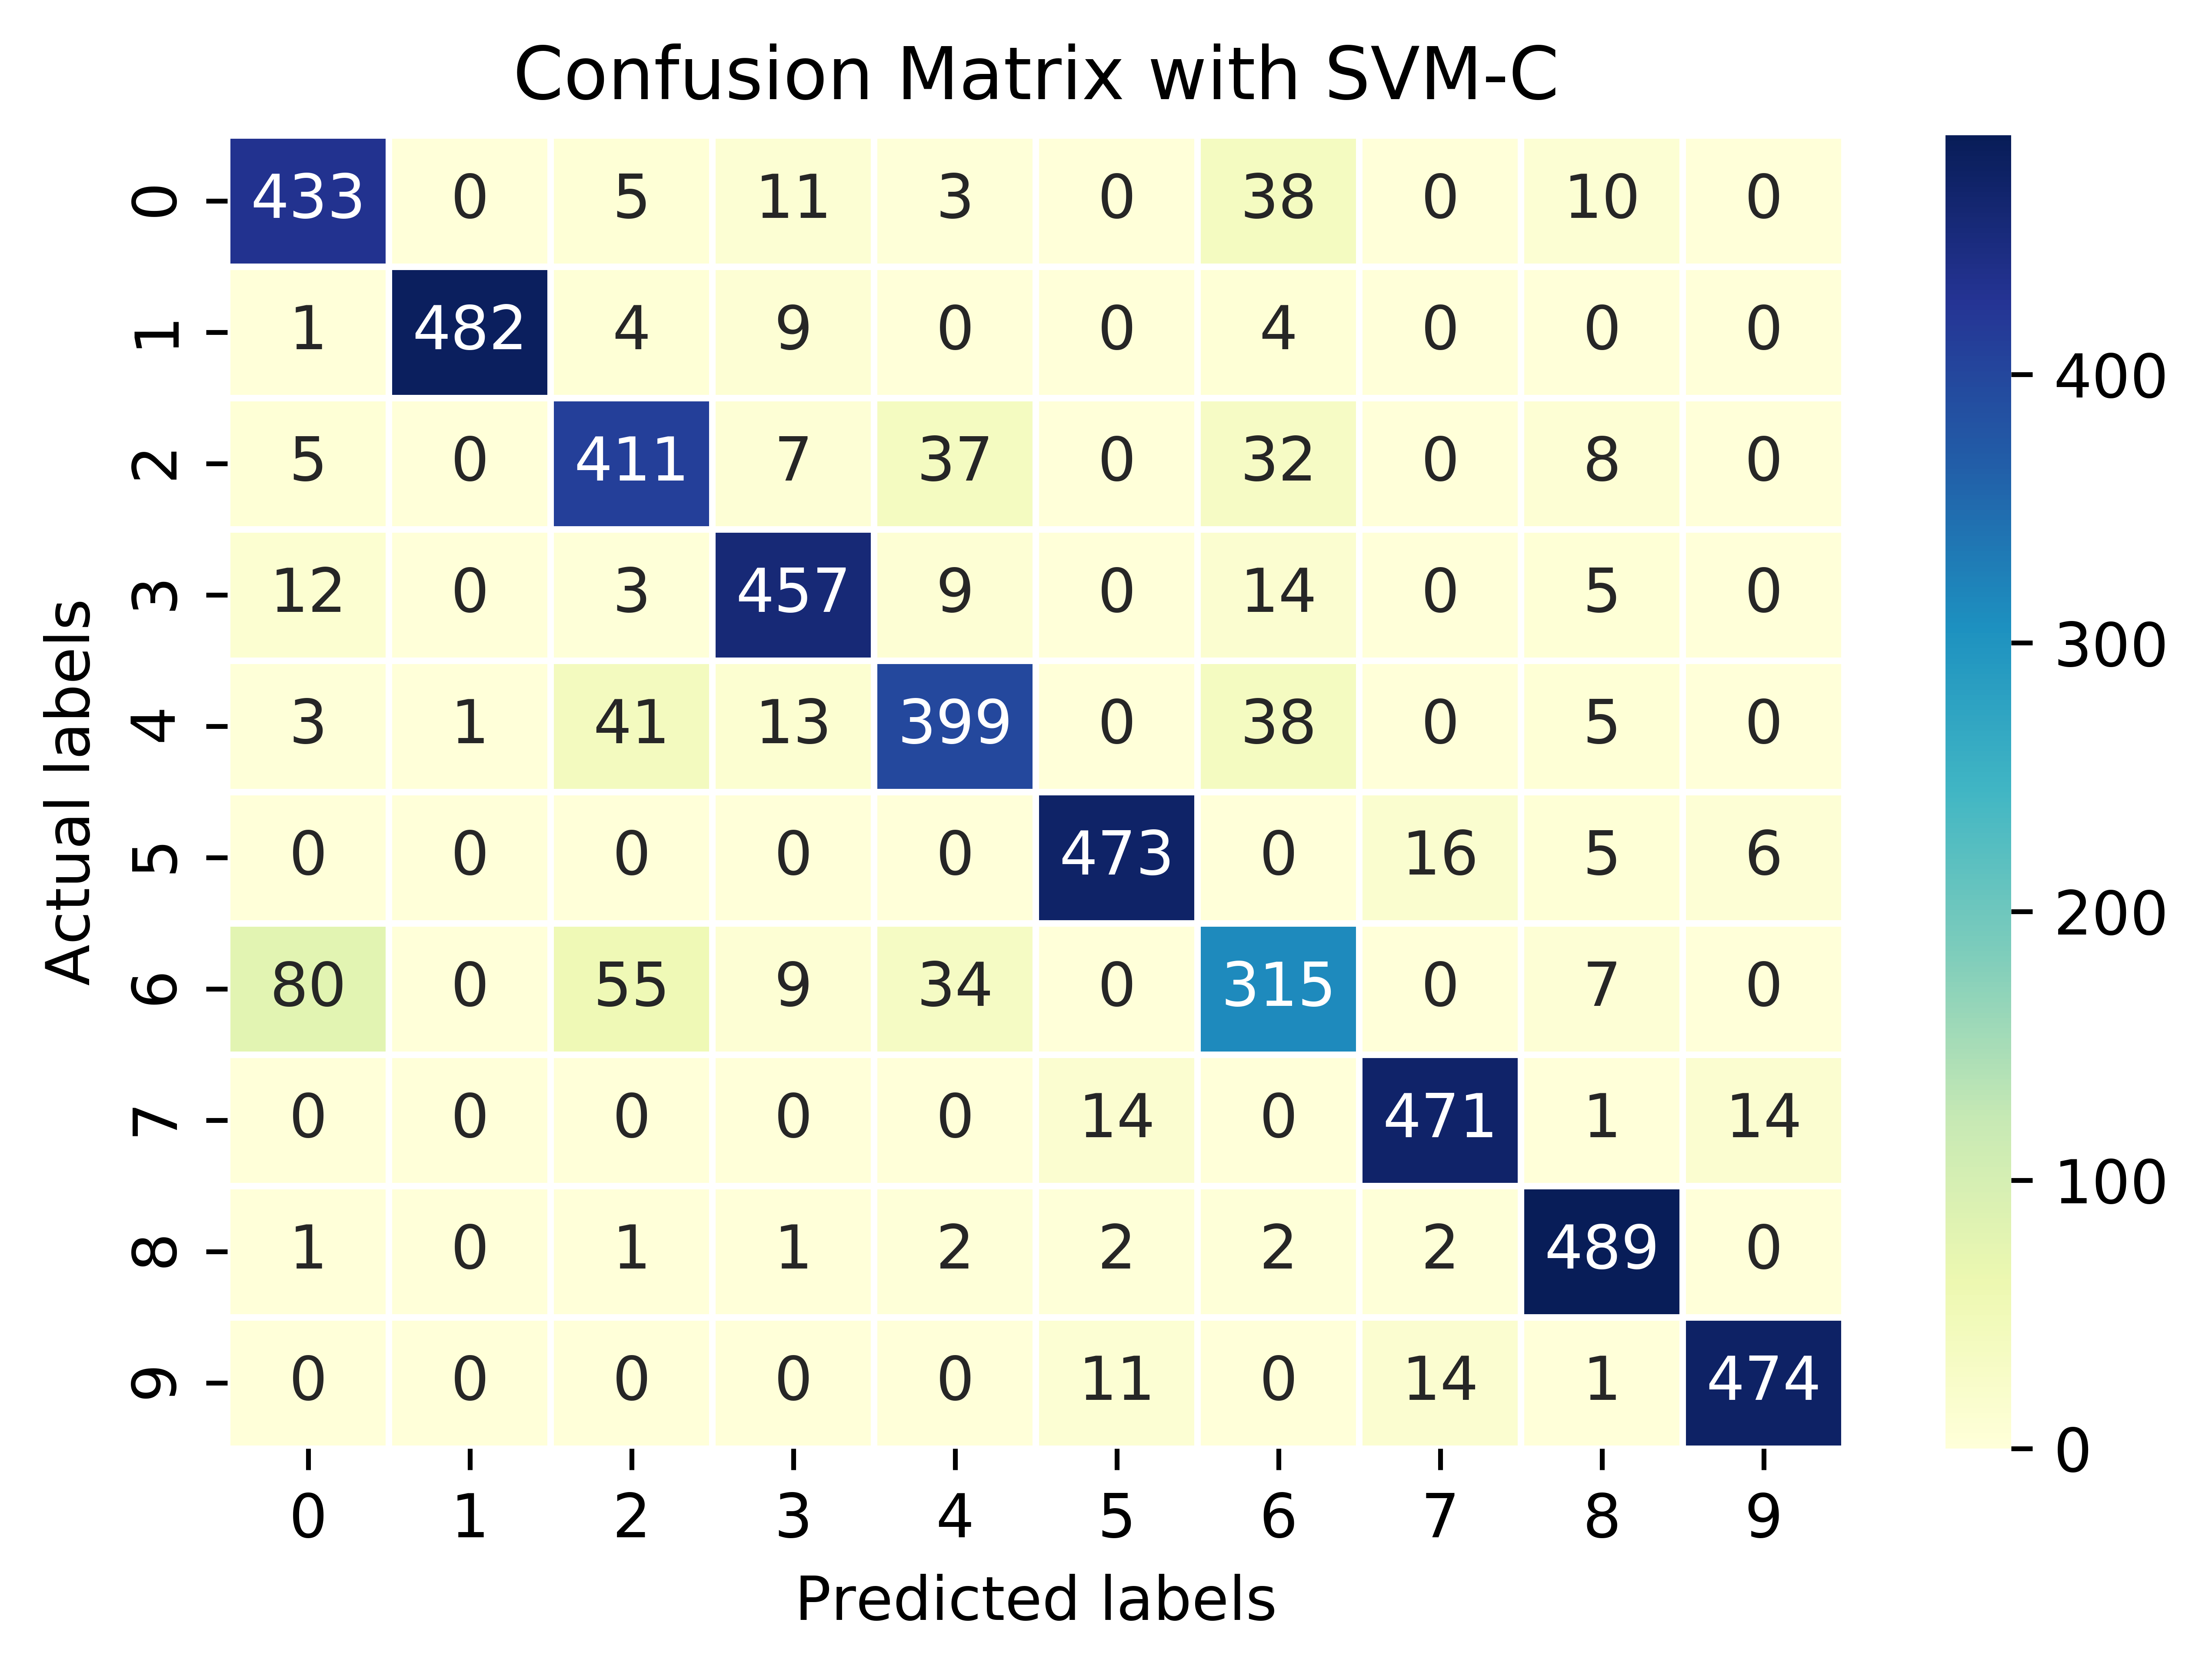 Confusion Matrix with SVM-C
0 433 0 5 11 3 0 38 0 10 0
1 1 482 4 9 0 0 4 0 0 0
2 5 0 411 7 37 0 32 0 8 0
3 12 0 3 457 9 0 14 0 5 0
4 3 1 41 13 399 0 38 0 5 0
5 0 0 0 0 0 473 0 16 5 6
6 80 0 55 9 34 0 315 0 7 0
7 0 0 0 0 0 14 0 471 1 14
8 1 0 1 1 2 2 2 2 489 0
9 0 0 0 0 0 11 0 14 1 474
0 1 2 3 4 5 6 7 8 9
Predicted labels
Actual labels
400
300
200
100
0